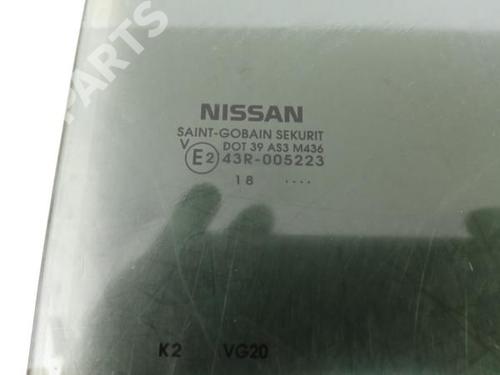 PARTS
NISSAN
SAINT-GOBAIN SEKURIT
V DOT 39 AS3 M436
E2 43R-005223
18 ....
K2 VG20